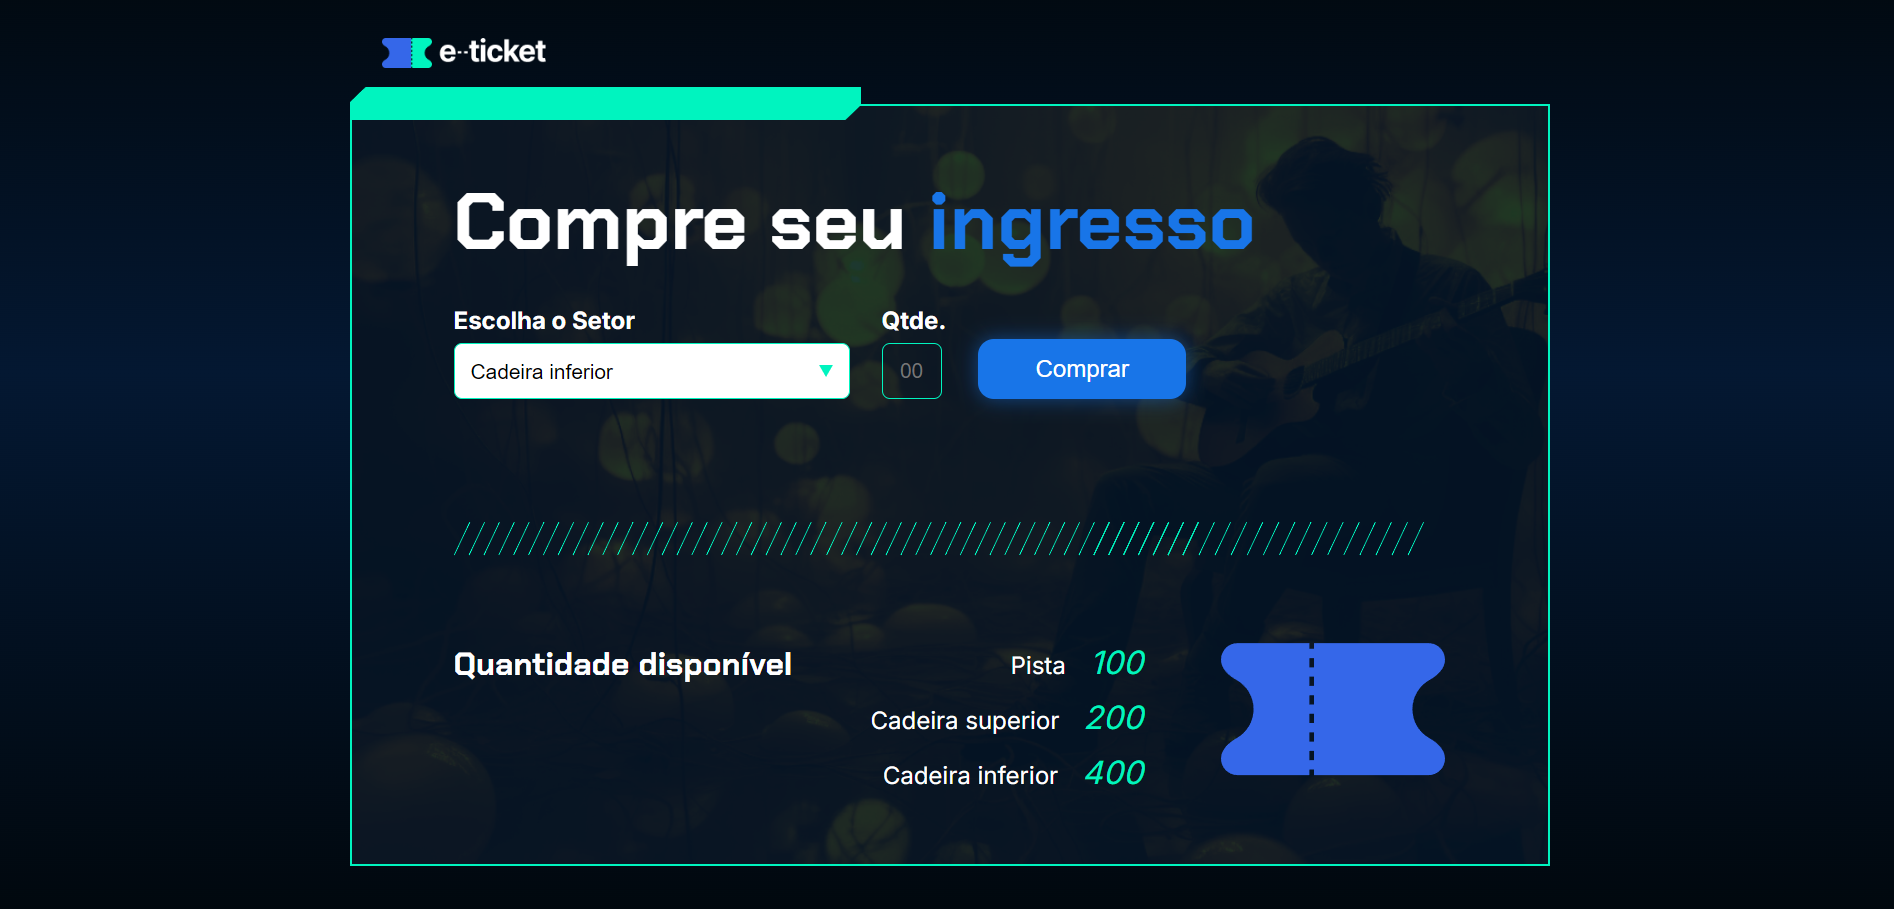 e--ticket
Compre seu ingresso
Escolha o Setor
Qtde.
Cadeira inferior
00
Comprar
Quantidade disponível
Pista 100
Cadeira superior 200
Cadeira inferior 400